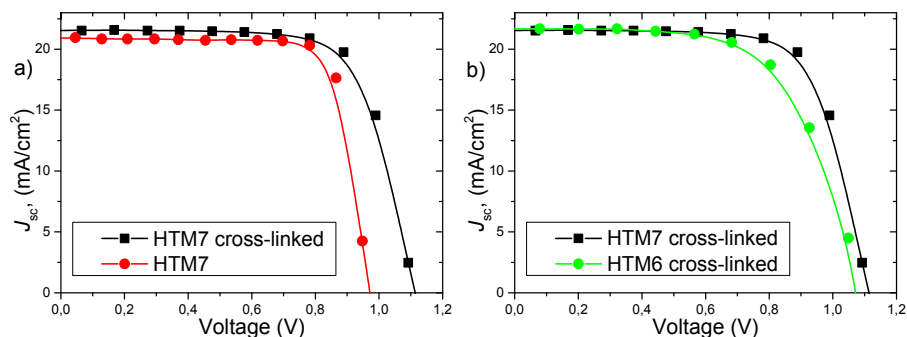 a)
J_sc, (mA/cm²)
20
15
10
5
0
HTM7 cross-linked
HTM7
0,0 0,2 0,4 0,6 0,8 1,0 1,2
Voltage (V)
b)
J_sc, (mA/cm²)
20
15
10
5
0
HTM7 cross-linked
HTM6 cross-linked
0,0 0,2 0,4 0,6 0,8 1,0 1,2
Voltage (V)